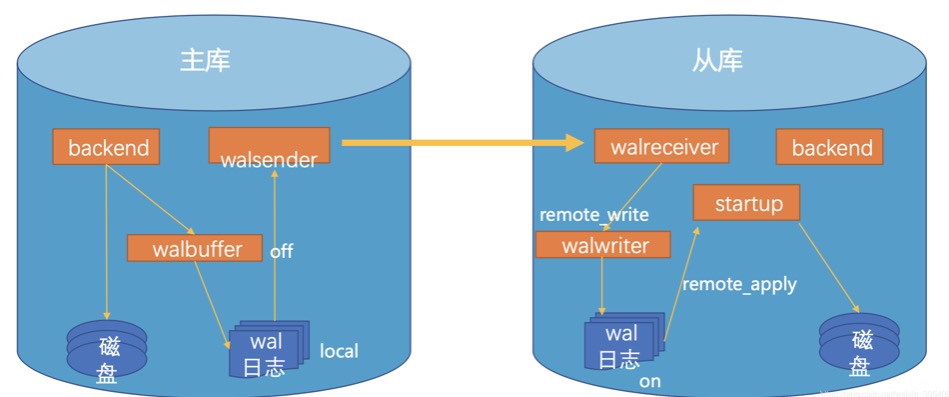 主库
从库
backend
walsender
walreceiver
backend
startup
remote_write
walbuffer
off
walwriter
remote_apply
磁
盘
wal
日志
local
wal
日志
on
磁
盘